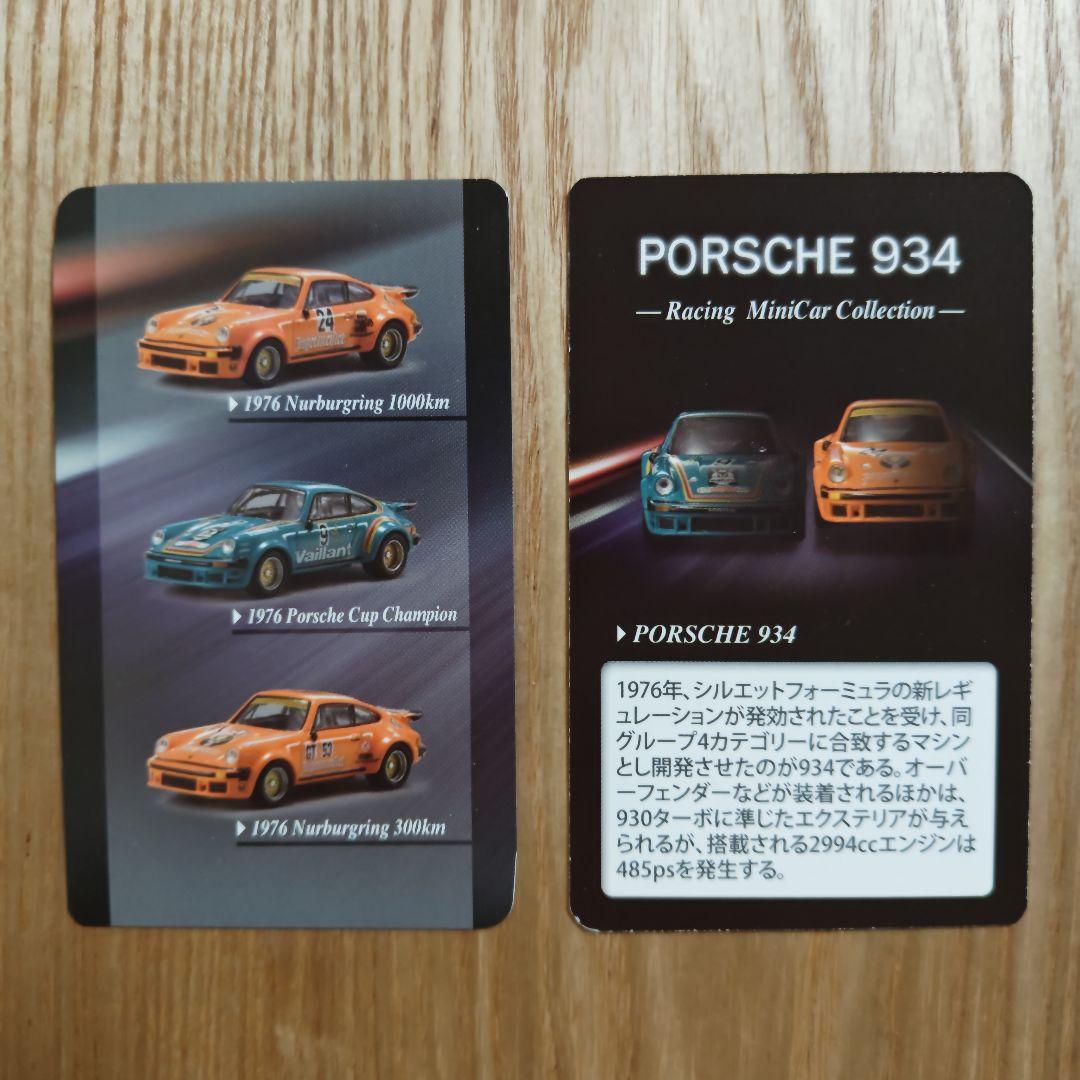 24
Jägermeister
1976 Nurburgring 1000km
9
Vaillant
1976 Porsche Cup Champion
GT 53
1976 Nurburgring 300km
PORSCHE 934
— Racing MiniCar Collection —
PORSCHE 934
1976年、シルエットフォーミュラの新レギ
ュレーションが発効されたことを受け、同
グループ4カテゴリーに合致するマシン
とし開発させたのが934である。オーバ
ーフェンダーなどが装着されるほかは、
930ターボに準じたエクステリアが与え
られるが、搭載される2994ccエンジンは
485psを発生する。